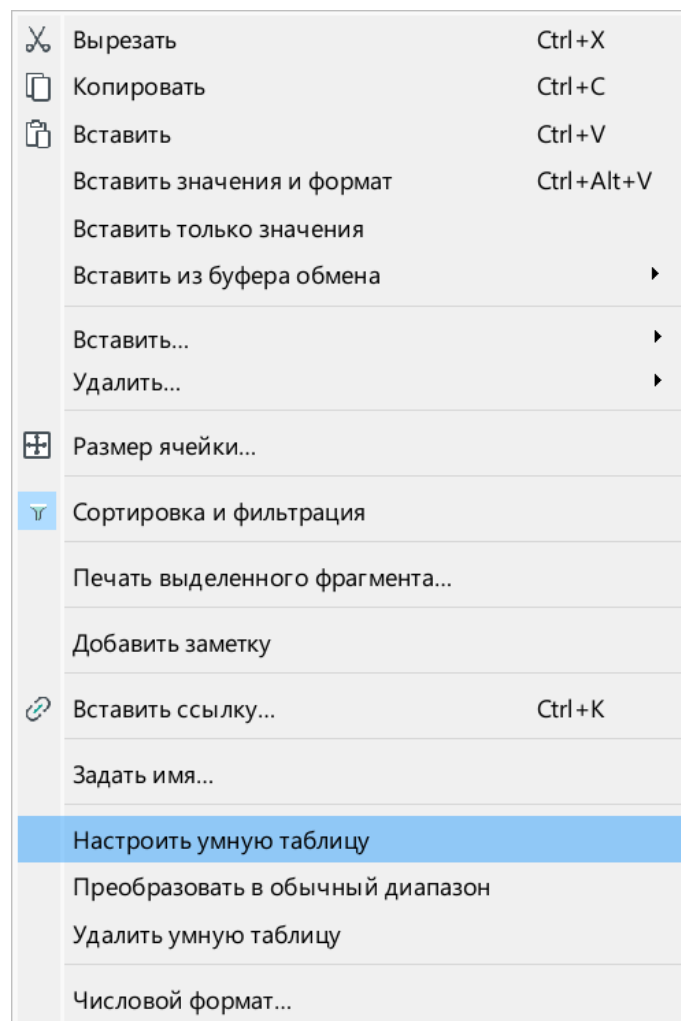 Вырезать Ctrl+X
Копировать Ctrl+C
Вставить Ctrl+V
Вставить значения и формат Ctrl+Alt+V
Вставить только значения
Вставить из буфера обмена
Вставить...
Удалить...
Размер ячейки...
Сортировка и фильтрация
Печать выделенного фрагмента...
Добавить заметку
Вставить ссылку... Ctrl+K
Задать имя...
Настроить умную таблицу
Преобразовать в обычный диапазон
Удалить умную таблицу
Числовой формат...